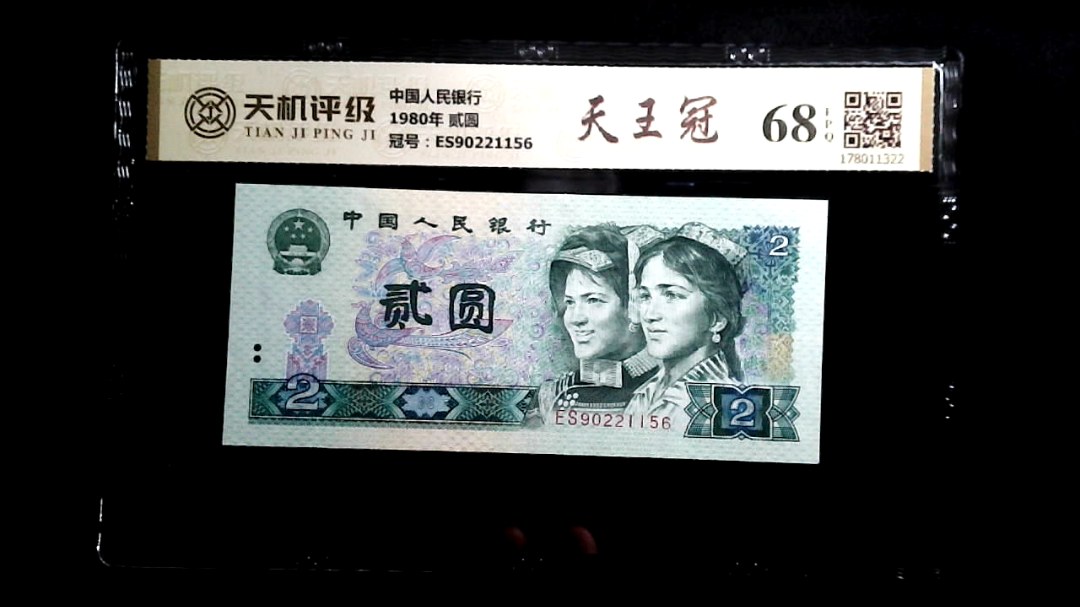 天机评级
TIAN JI PING JI
中国人民银行
1980年 贰圆
冠号：ES90221156
天王冠
68
EPQ
178011322
中国人民银行
2
贰圆
2
ES90221156
2